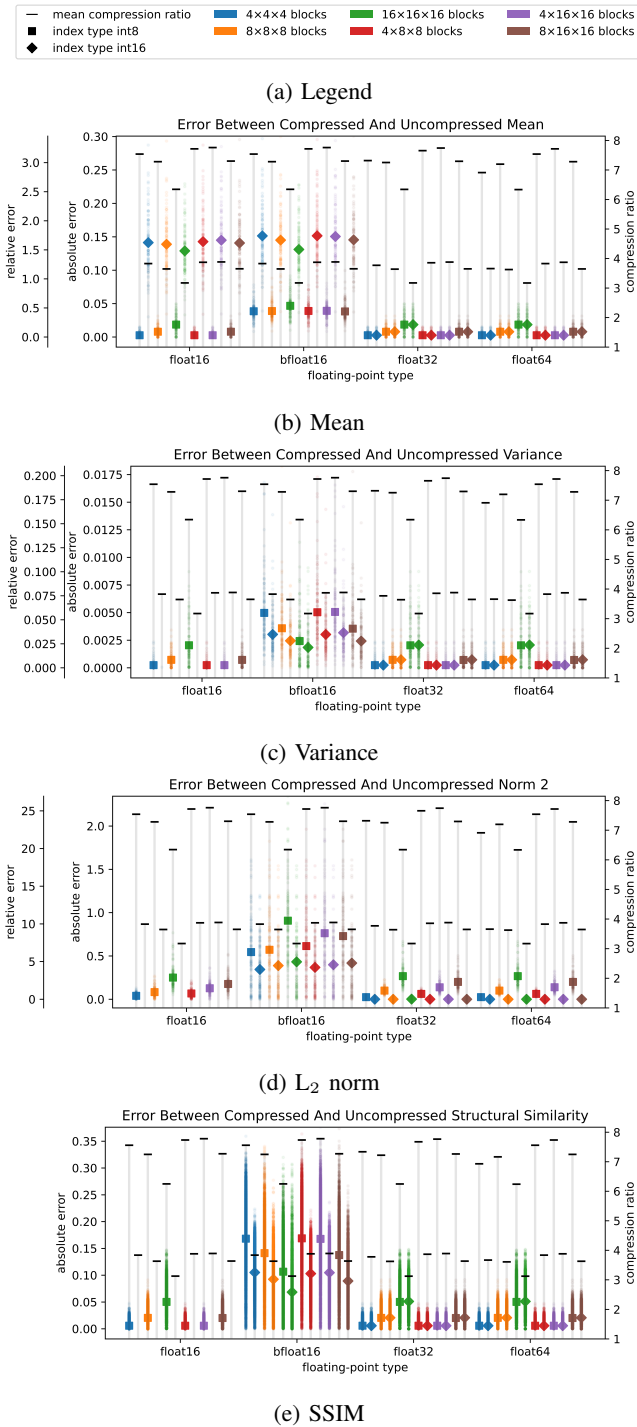 mean compression ratio
index type int8
index type int16
4×4×4 blocks
8×8×8 blocks
16×16×16 blocks
4×8×8 blocks
4×16×16 blocks
8×16×16 blocks
(a) Legend
Error Between Compressed And Uncompressed Mean
relative error
3.0
2.5
2.0
1.5
1.0
0.5
0.0
absolute error
0.30
0.25
0.20
0.15
0.10
0.05
0.00
8
7
6
5
4
3
2
1
compression ratio
float16 bfloat16 float32 float64
floating-point type
(b) Mean
Error Between Compressed And Uncompressed Variance
relative error
0.200
0.175
0.150
0.125
0.100
0.075
0.050
0.025
0.000
absolute error
0.0175
0.0150
0.0125
0.0100
0.0075
0.0050
0.0025
0.0000
8
7
6
5
4
3
2
1
compression ratio
float16 bfloat16 float32 float64
floating-point type
(c) Variance
Error Between Compressed And Uncompressed Norm 2
relative error
25
20
15
10
5
0
absolute error
2.0
1.5
1.0
0.5
0.0
8
7
6
5
4
3
2
1
compression ratio
float16 bfloat16 float32 float64
floating-point type
(d) L₂ norm
Error Between Compressed And Uncompressed Structural Similarity
absolute error
0.35
0.30
0.25
0.20
0.15
0.10
0.05
0.00
8
7
6
5
4
3
2
1
compression ratio
float16 bfloat16 float32 float64
floating-point type
(e) SSIM